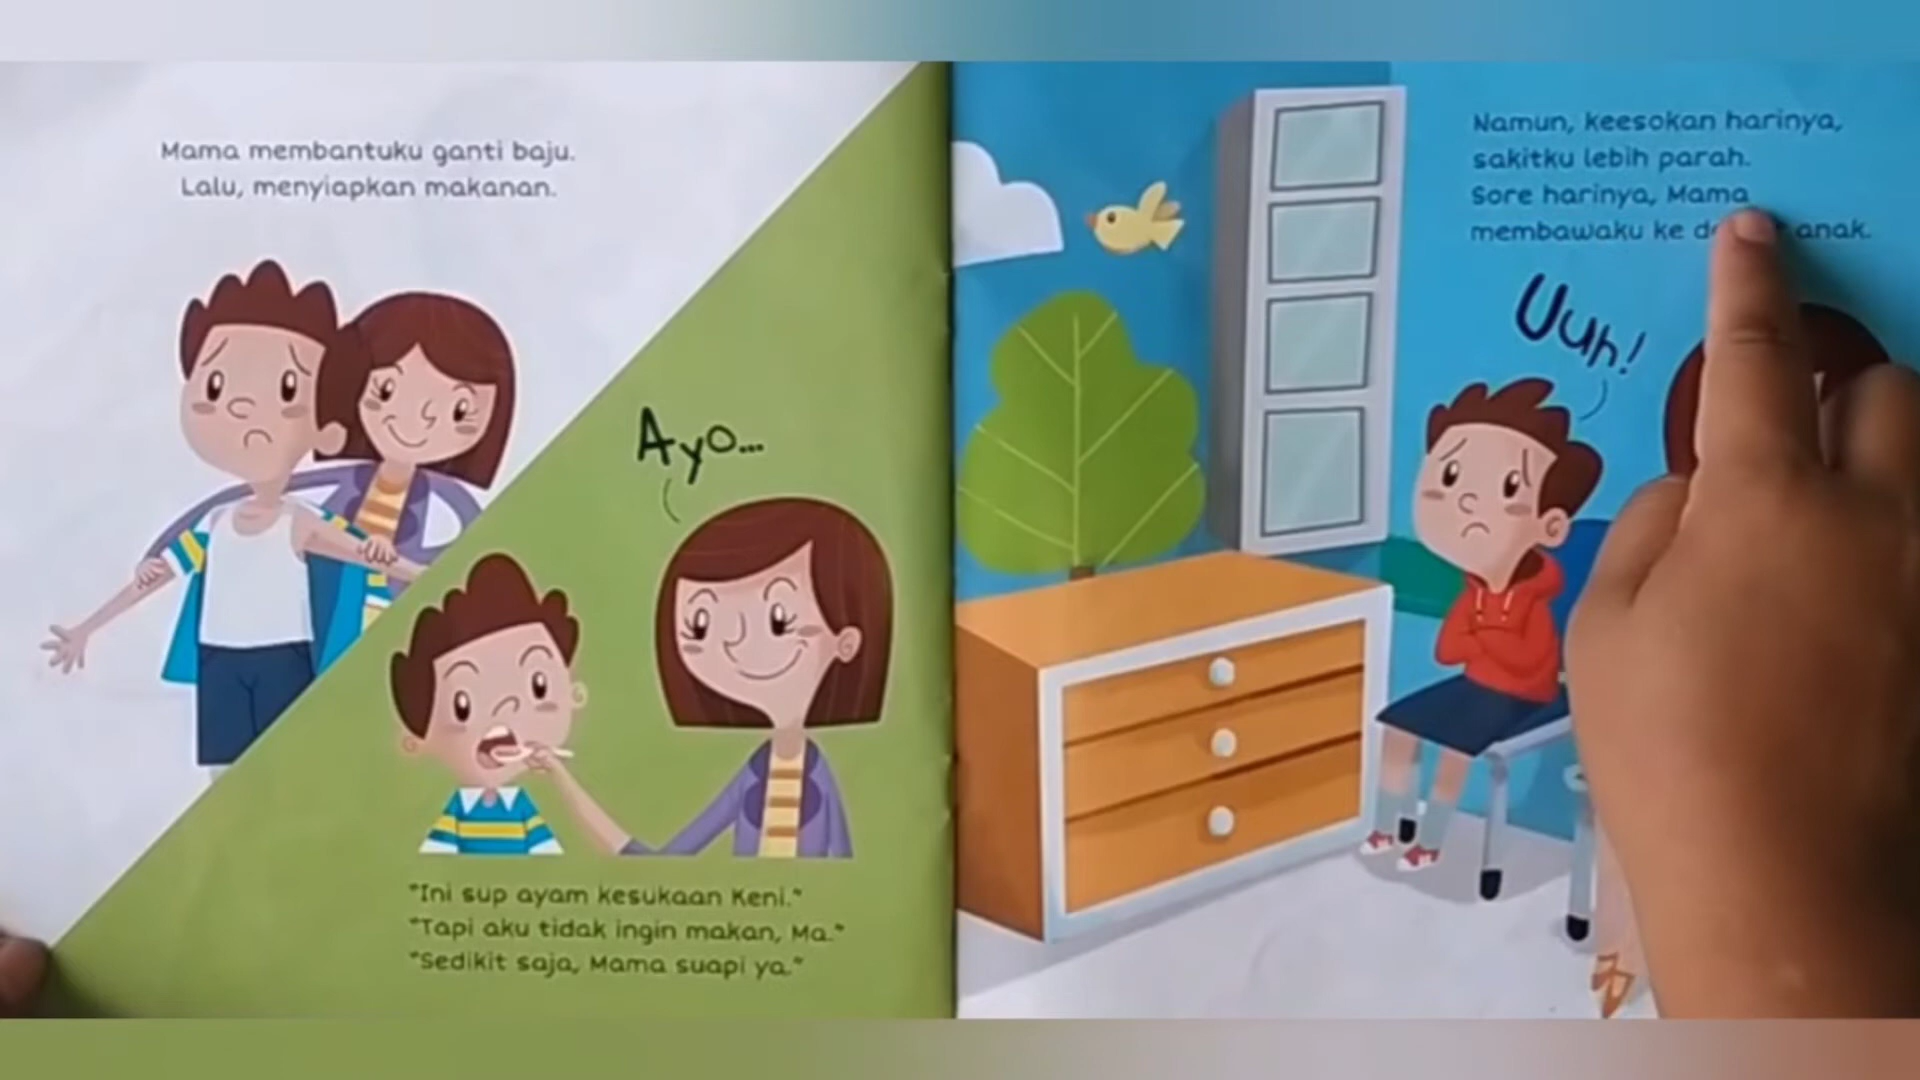 Mama membantuku ganti baju.
Lalu, menyiapkan makanan.
Ayo...
"Ini sup ayam kesukaan Keni."
"Tapi aku tidak ingin makan, Ma."
"Sedikit saja, Mama suapi ya."
Namun, keesokan harinya,
sakitku lebih parah.
Sore harinya, Mama
membawaku ke anak.
Uuh!